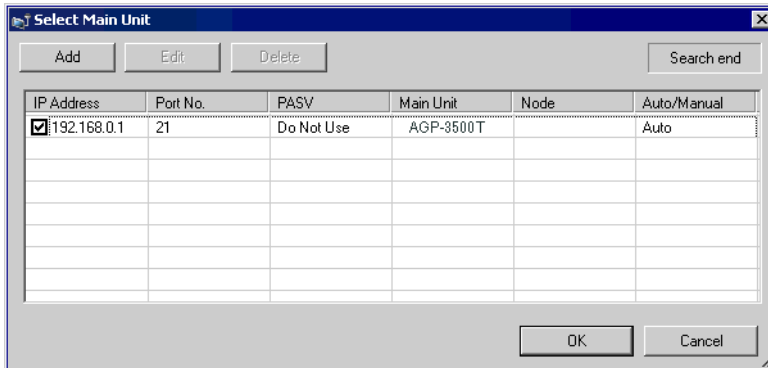 Select Main Unit
Add Edit Delete Search end
IP Address Port No. PASV Main Unit Node Auto/Manual
192.168.0.1 21 Do Not Use AGP-3500T Auto
OK Cancel